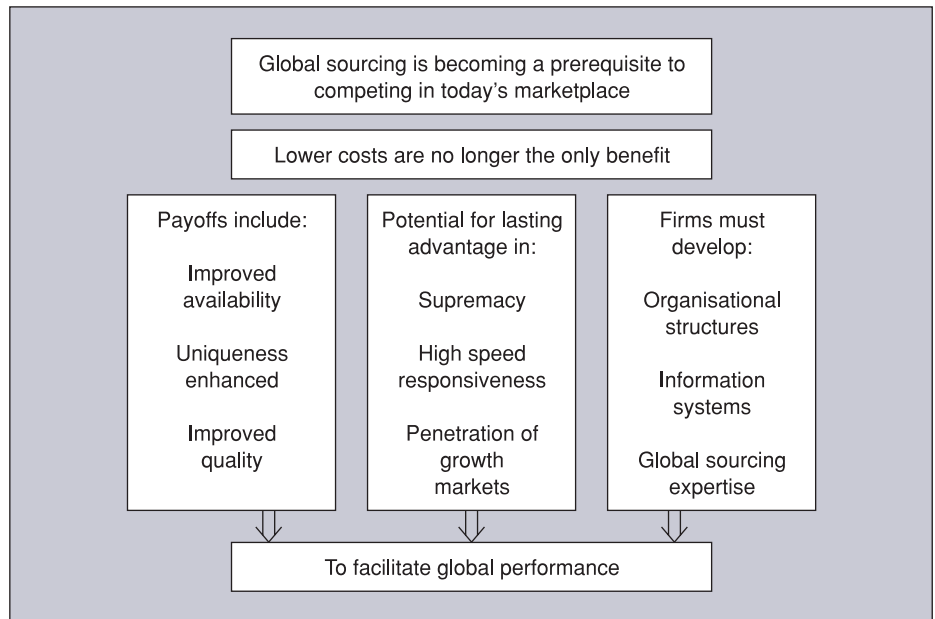 Global sourcing is becoming a prerequisite to
competing in today's marketplace
Lower costs are no longer the only benefit
Payoffs include:
Improved
availability
Uniqueness
enhanced
Improved
quality
Potential for lasting
advantage in:
Supremacy
High speed
responsiveness
Penetration of
growth
markets
Firms must
develop:
Organisational
structures
Information
systems
Global sourcing
expertise
To facilitate global performance